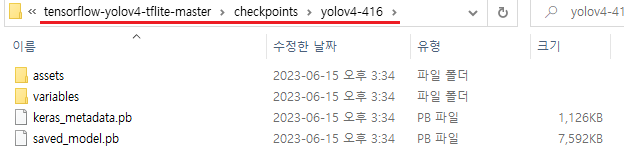 « tensorflow-yolov4-tflite-master > checkpoints > yolov4-416 > yolov4-41
이름 수정한 날짜 유형 크기
assets 2023-06-15 오후 3:34 파일 폴더
variables 2023-06-15 오후 3:34 파일 폴더
keras_metadata.pb 2023-06-15 오후 3:34 PB 파일 1,126KB
saved_model.pb 2023-06-15 오후 3:34 PB 파일 7,592KB